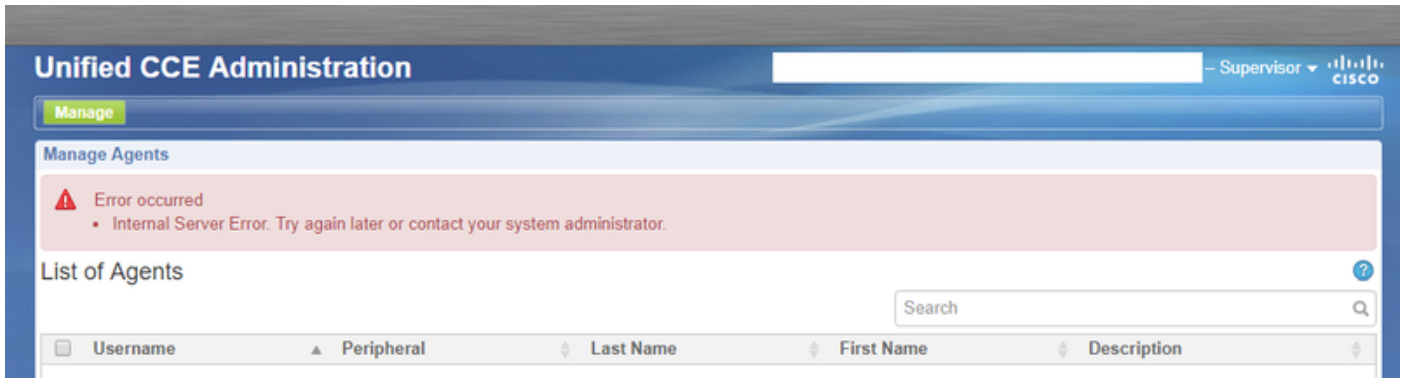 Unified CCE Administration
– Supervisor
CISCO
Manage
Manage Agents
Error occurred
• Internal Server Error. Try again later or contact your system administrator.
List of Agents
?
Search
Username Peripheral Last Name First Name Description